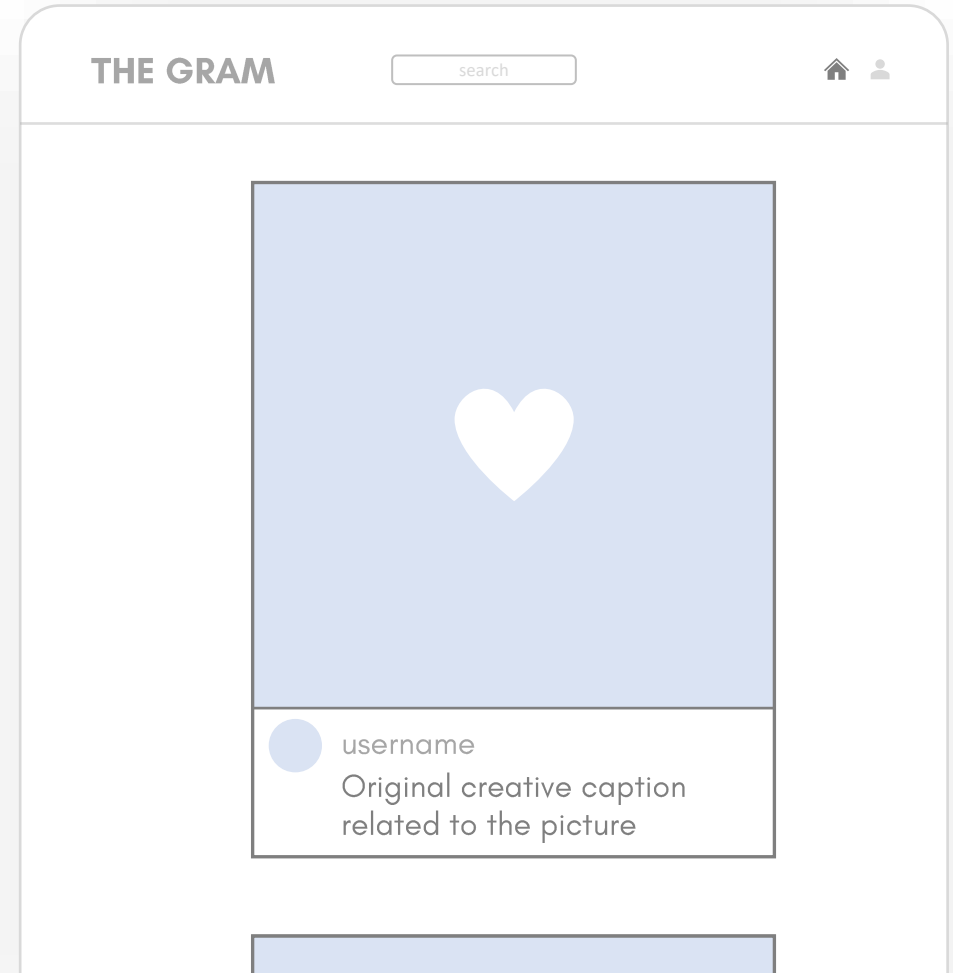 THE GRAM
search
username
Original creative caption
related to the picture